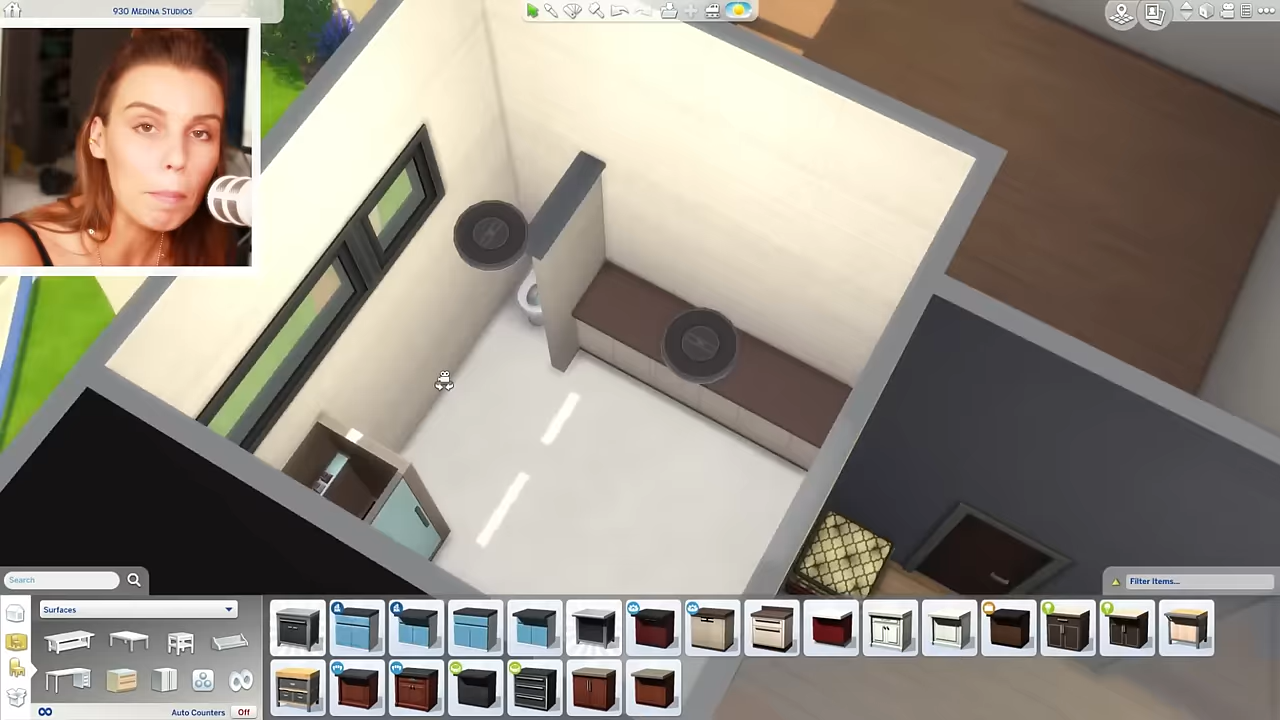 930 Medina Studios
Search
Surfaces
Filter Items...
Auto Counters
Off